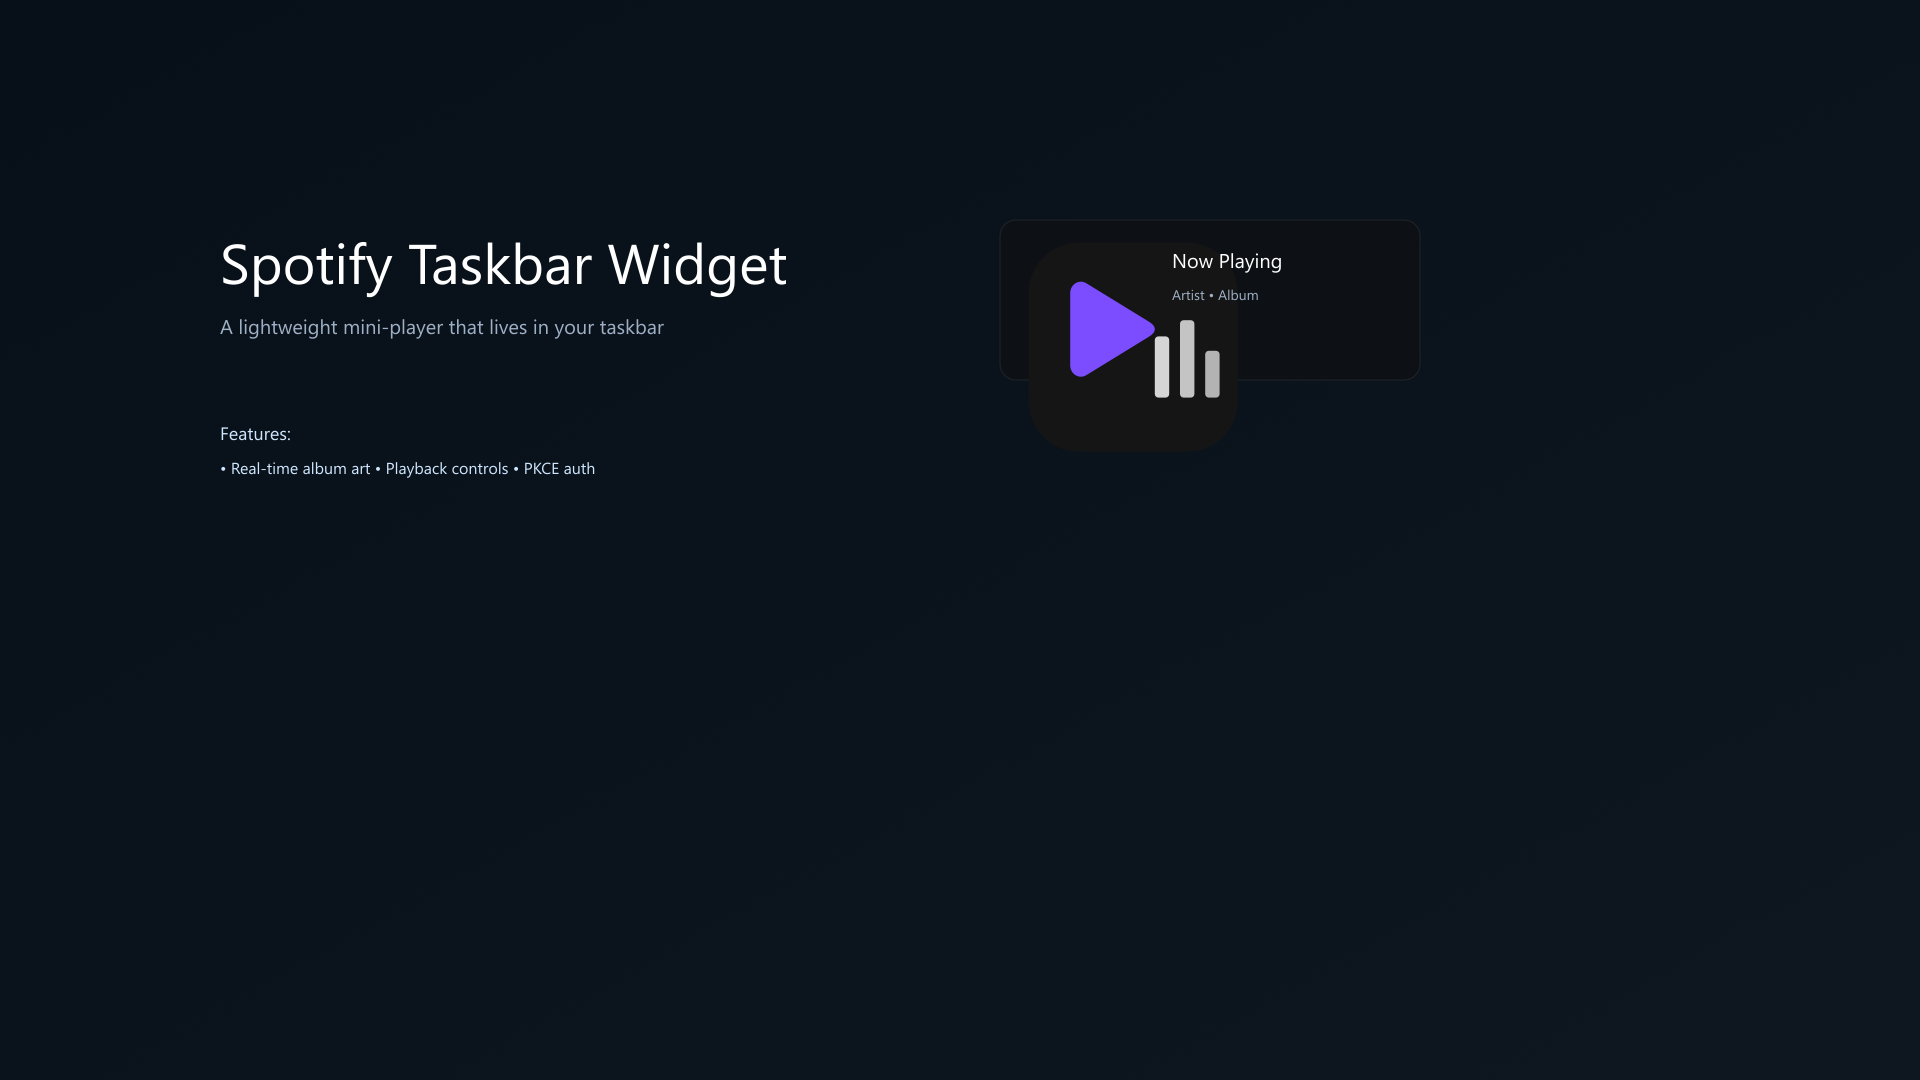 Spotify Taskbar Widget
A lightweight mini-player that lives in your taskbar
Features:
• Real-time album art • Playback controls • PKCE auth
Now Playing
Artist • Album